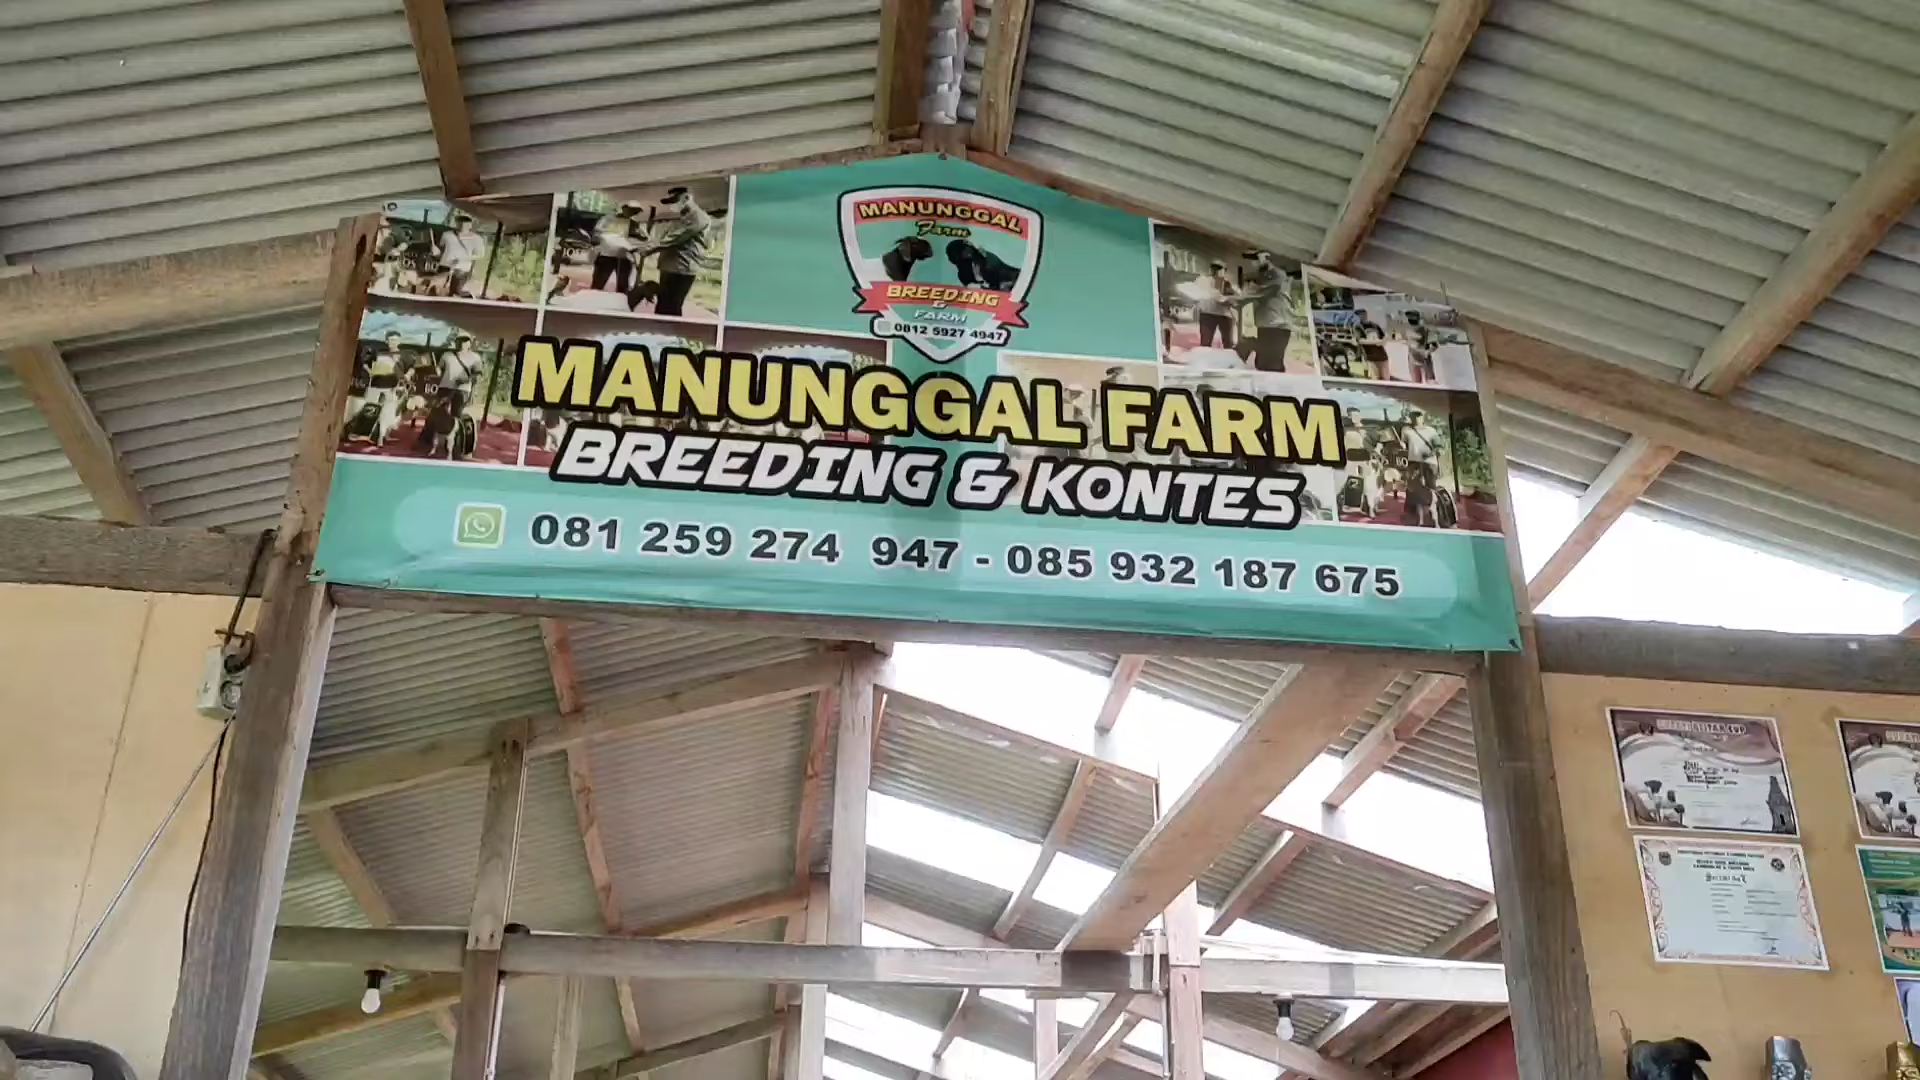 MANUNGGAL
Farm
BREEDING
&
FARM
0812 5927 4947
MANUNGGAL FARM
BREEDING & KONTES
081 259 274 947 - 085 932 187 675